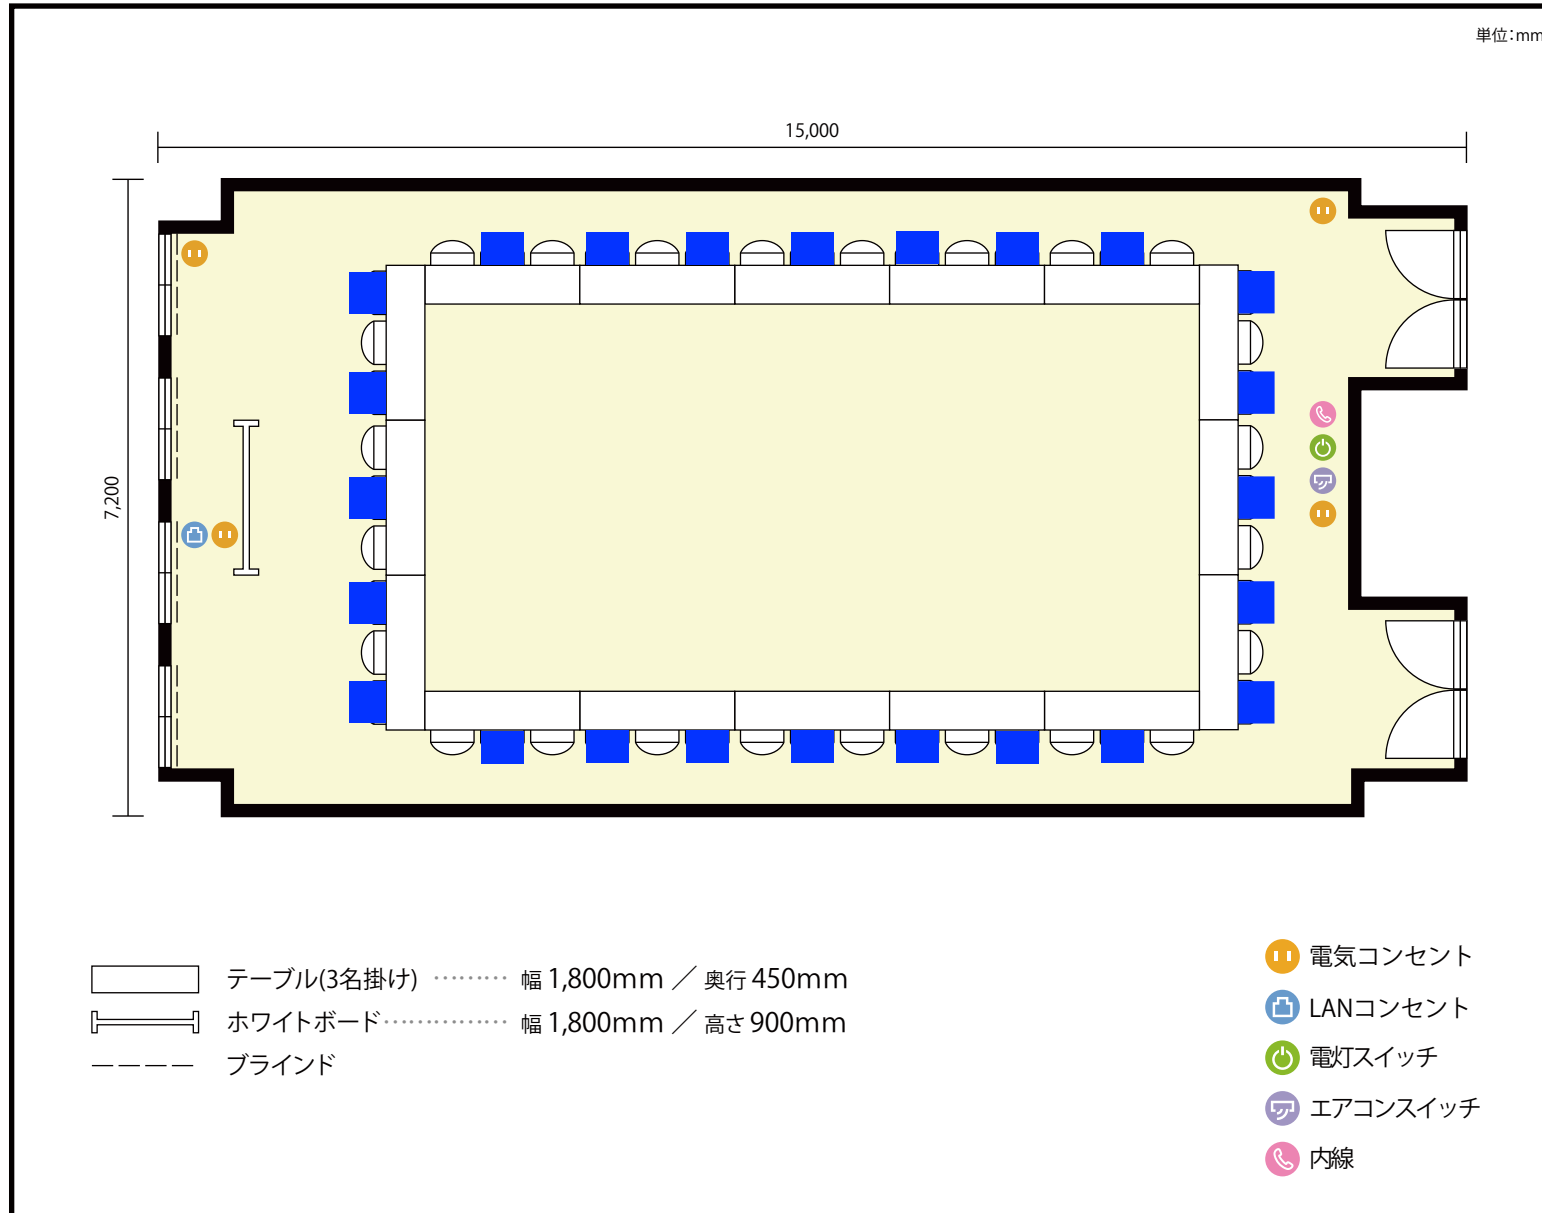 単位:mm
15,000
7,200
テーブル(3名掛け) ········· 幅 1,800mm ／ 奥行 450mm
ホワイトボード ··············· 幅 1,800mm ／ 高さ 900mm
ブラインド
電気コンセント
LANコンセント
電灯スイッチ
エアコンスイッチ
内線